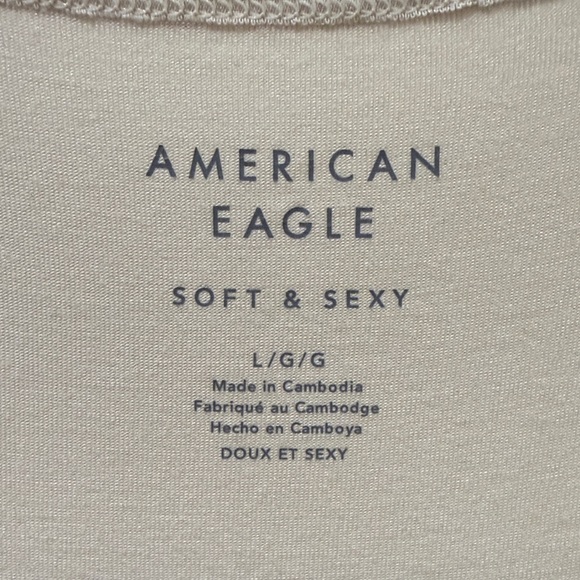 AMERICAN
EAGLE
SOFT & SEXY
L/G/G
Made in Cambodia
Fabriqué au Cambodge
Hecho en Camboya
DOUX ET SEXY